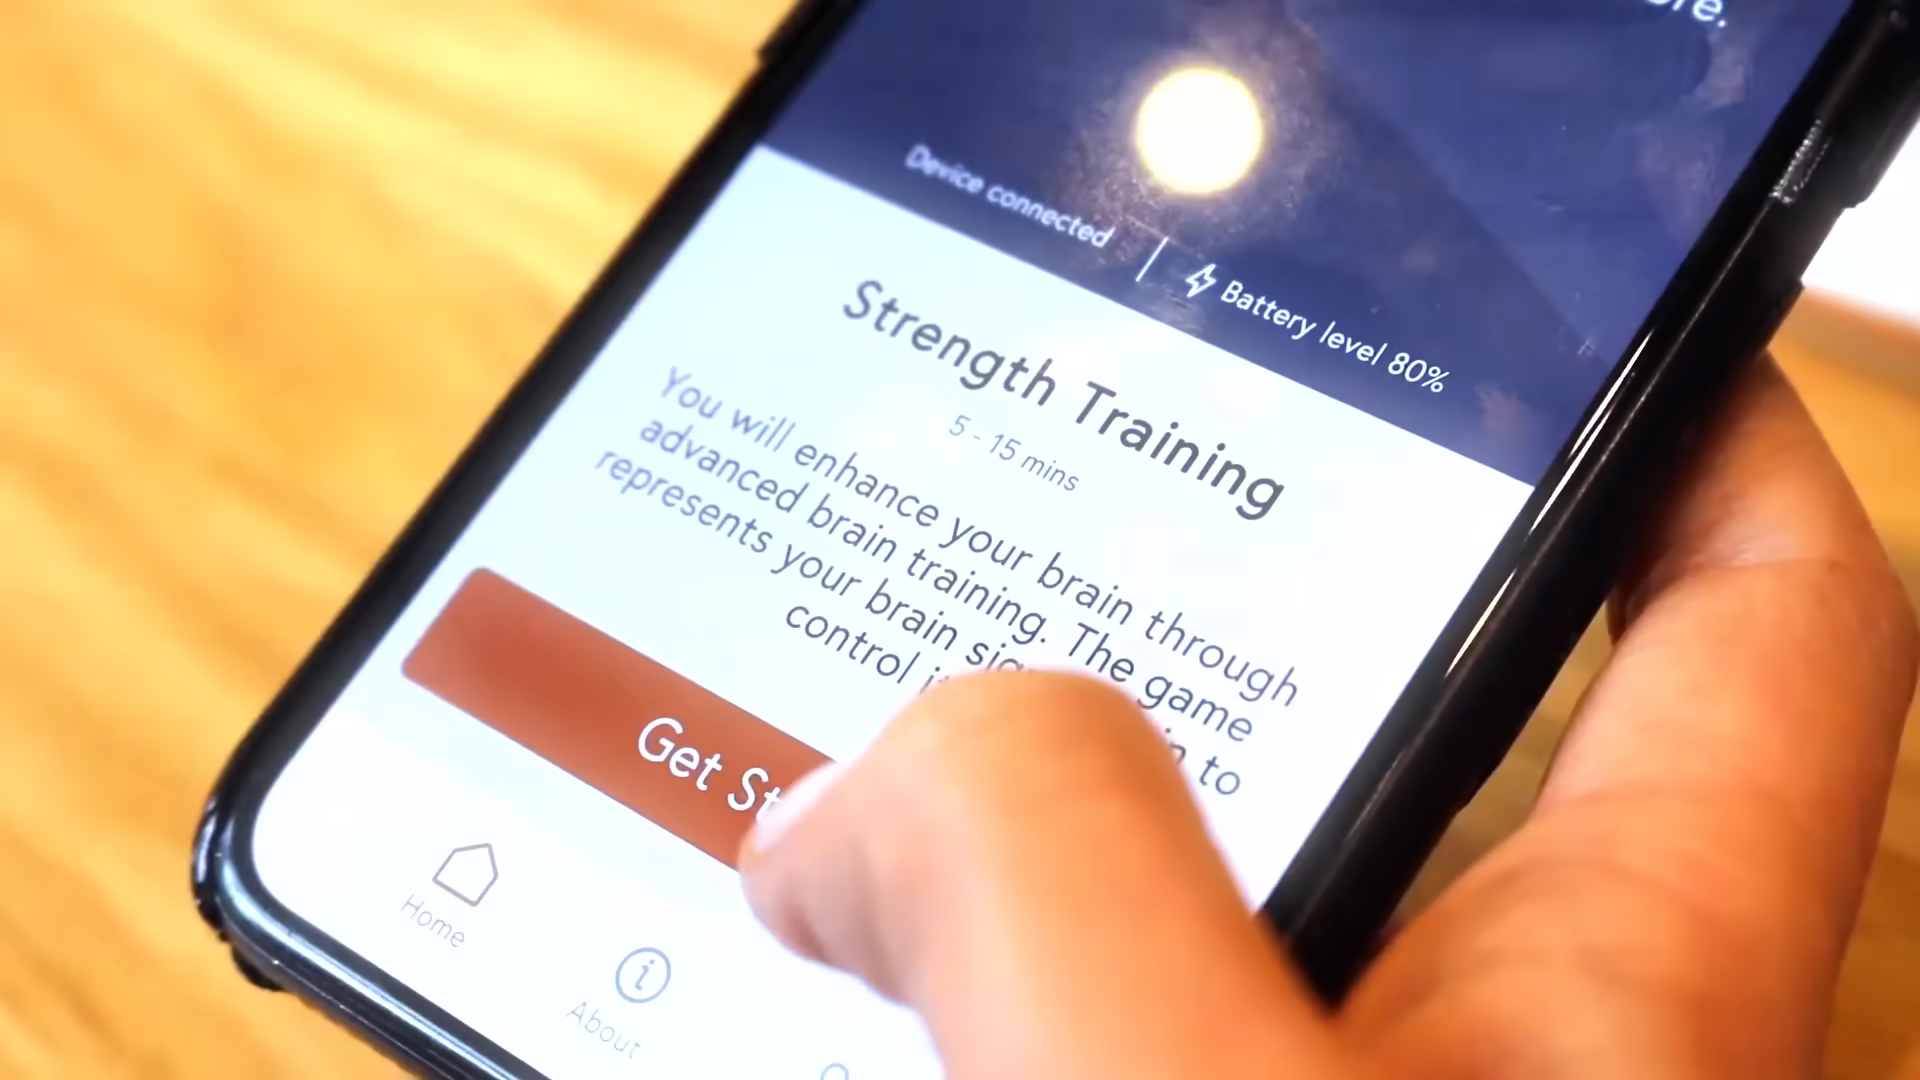 Device connected
Battery level 80%
Strength Training
5 - 15 mins
You will enhance your brain through
advanced brain training. The game
represents your brain to
control
Get
Home
About